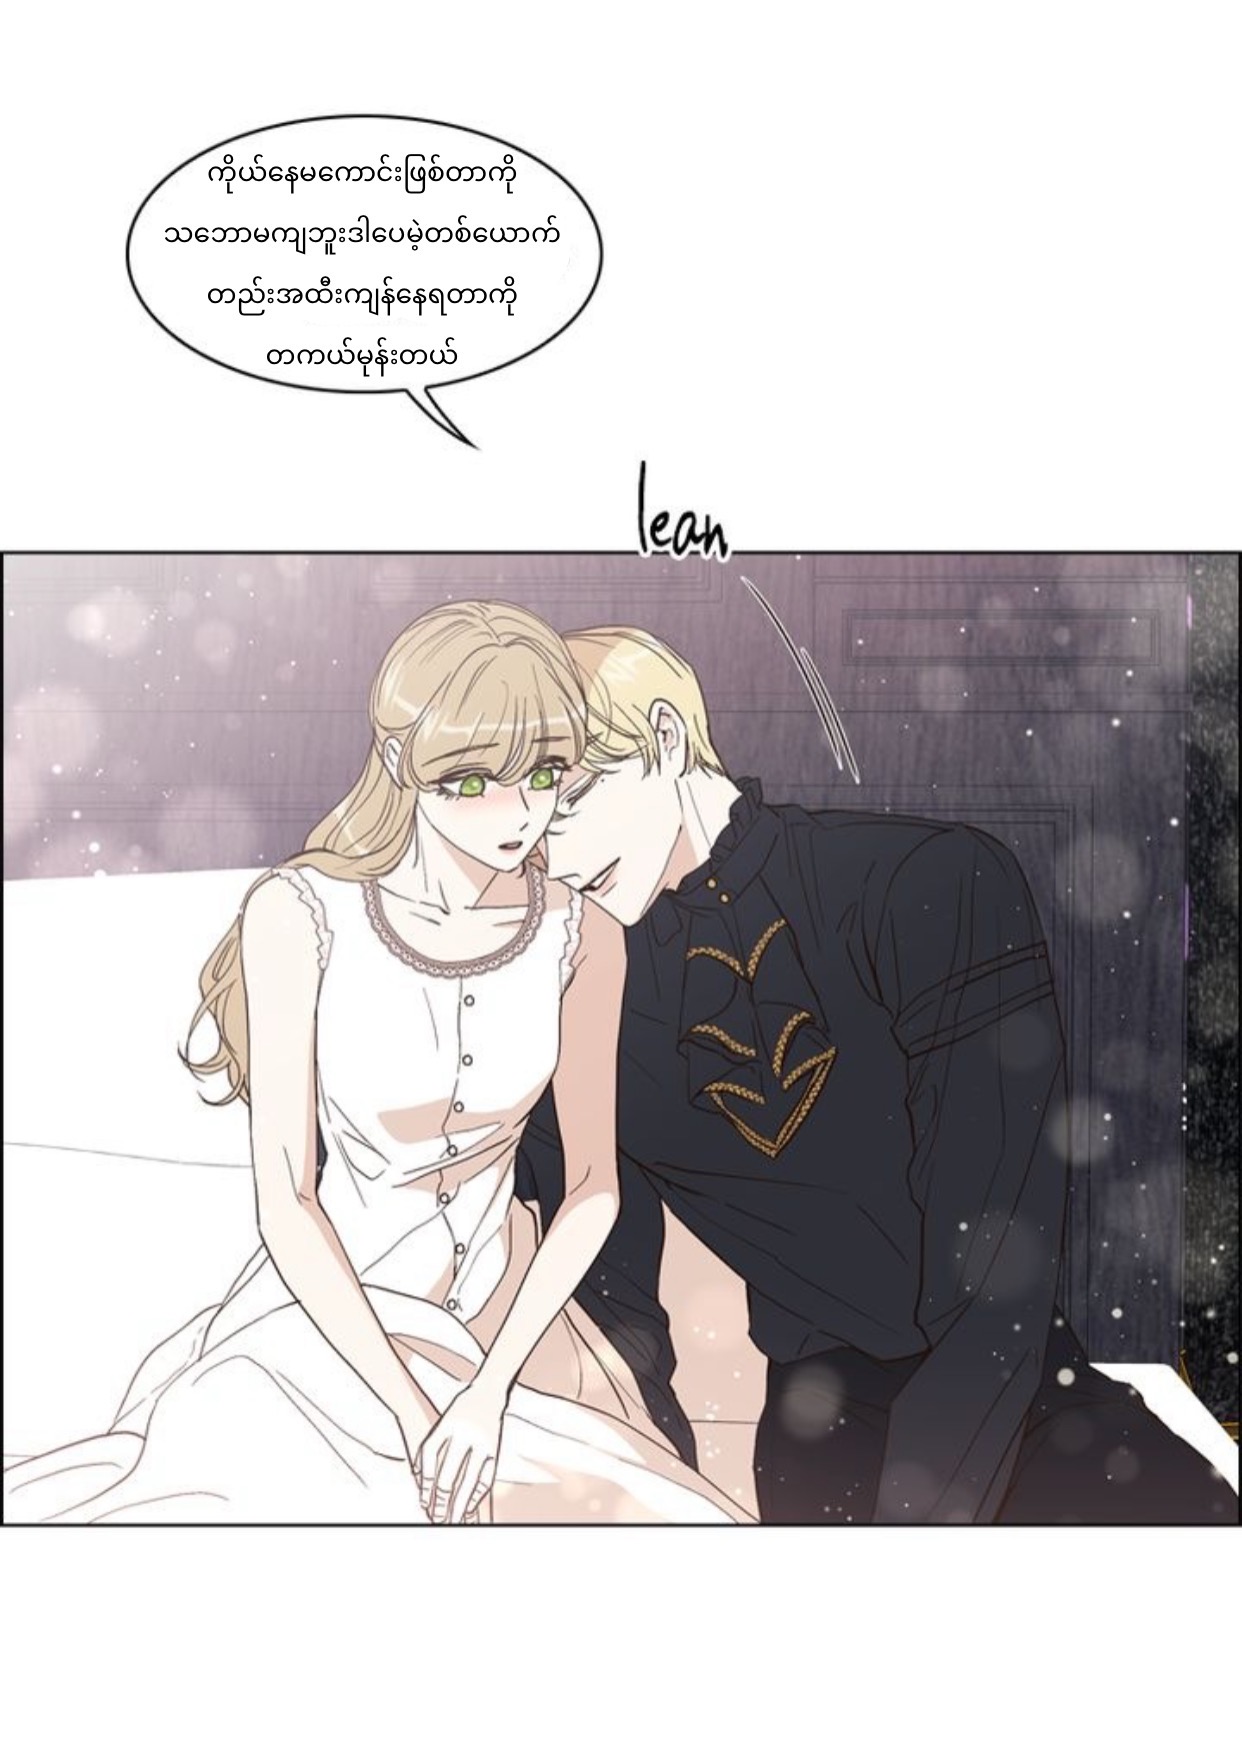 ကိုယ်နေမကောင်းဖြစ်တာကို
သဘောမကျဘူးဒါပေမဲ့တစ်ယောက်
တည်းအထီးကျန်နေရတာကို
တကယ်မုန်းတယ်
lean